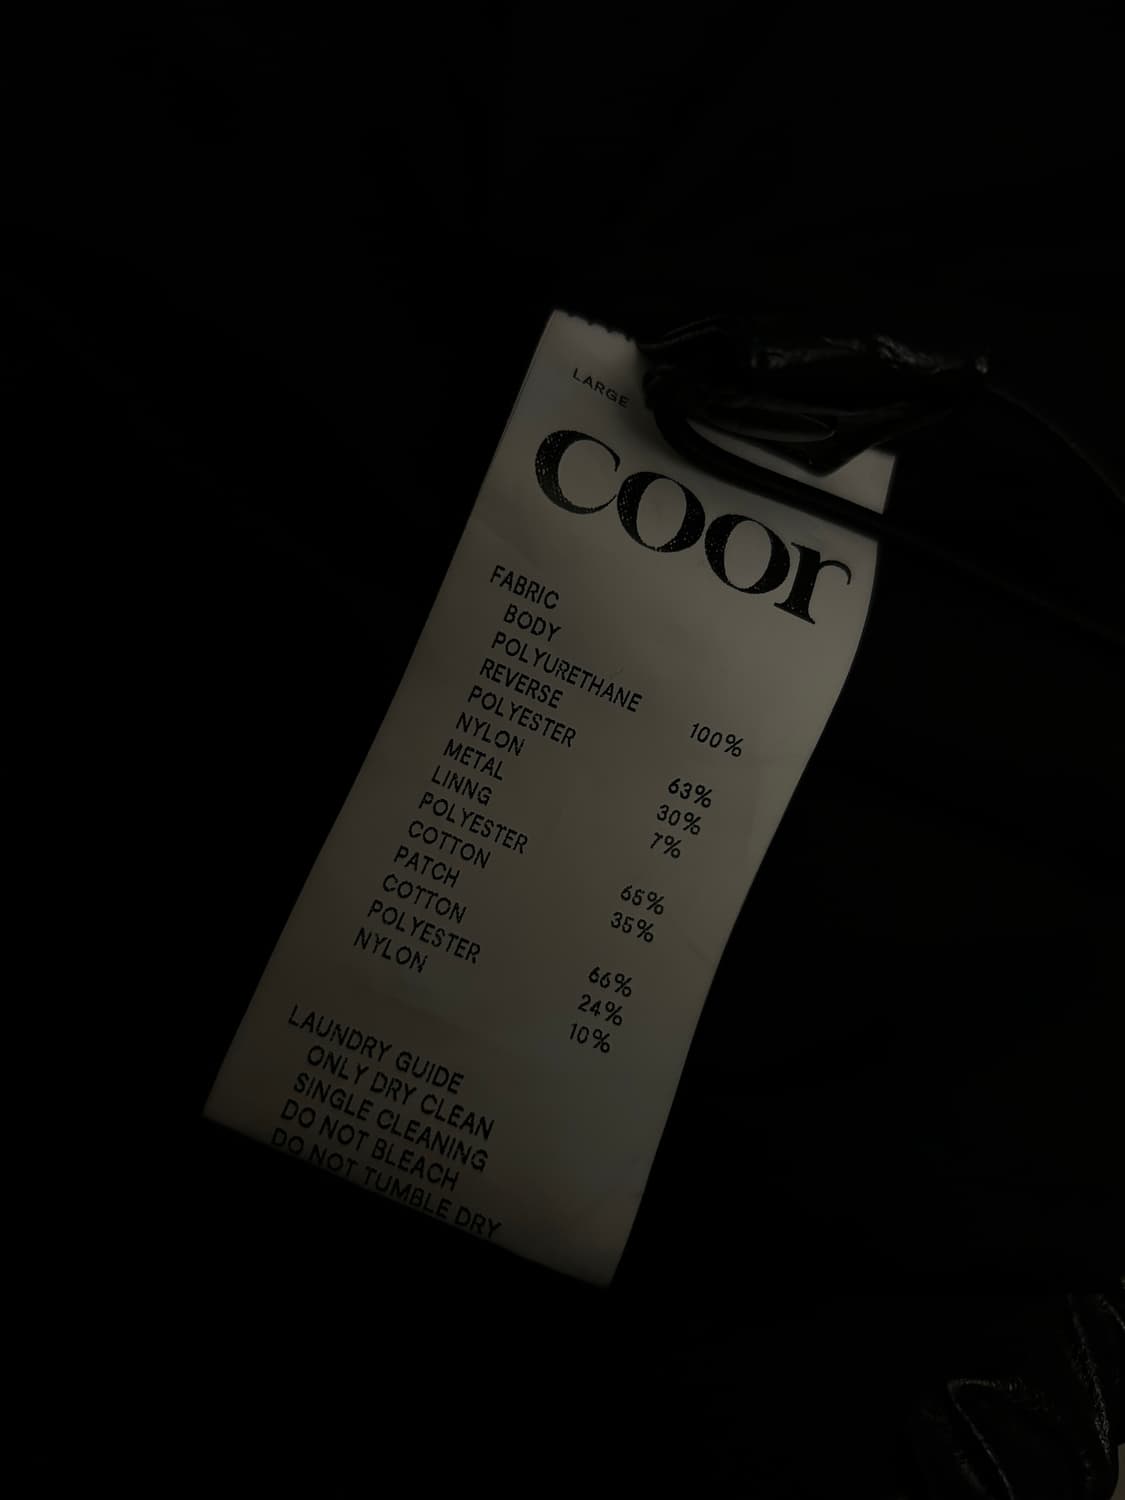 LARGE
coor
FABRIC
BODY
POLYURETHANE 100%
REVERSE
POLYESTER 63%
NYLON 30%
METAL 7%
LINNG
POLYESTER 65%
COTTON 35%
PATCH
COTTON 66%
POLYESTER 24%
NYLON 10%
LAUNDRY GUIDE
ONLY DRY CLEAN
SINGLE CLEANING
DO NOT BLEACH
DO NOT TUMBLE DRY